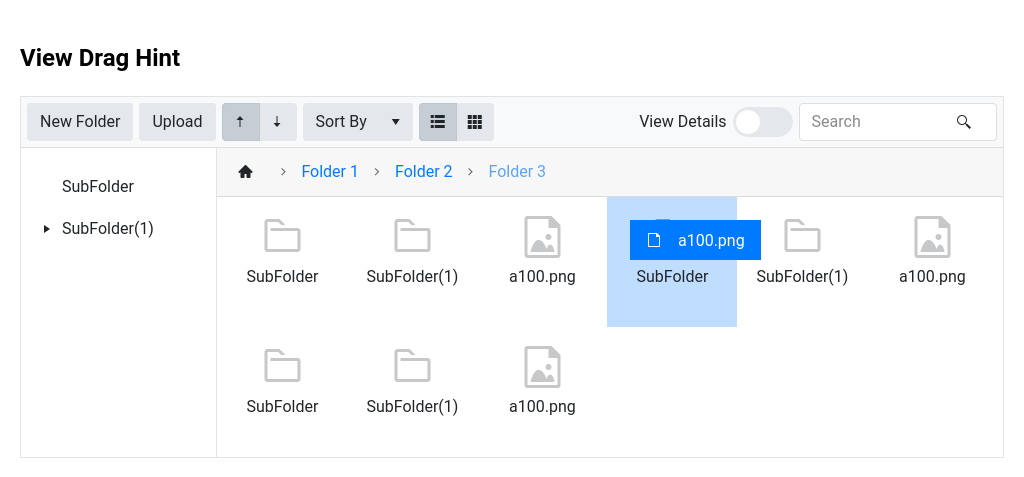 View Drag Hint
New Folder Upload Sort By View Details Search
Folder 1 Folder 2 Folder 3
SubFolder
SubFolder(1)
a100.png
SubFolder SubFolder(1) a100.png SubFolder SubFolder(1) a100.png
SubFolder SubFolder(1) a100.png